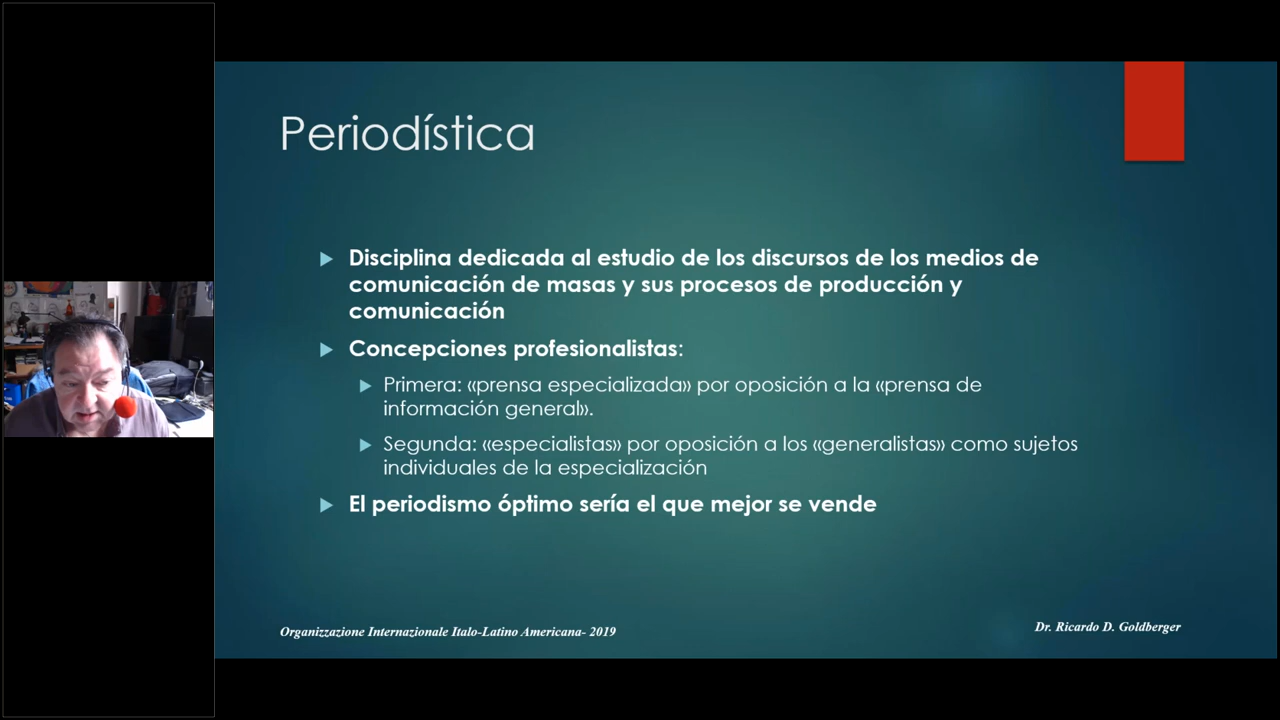 Periodística
Disciplina dedicada al estudio de los discursos de los medios de
comunicación de masas y sus procesos de producción y
comunicación
Concepciones profesionalistas:
Primera: «prensa especializada» por oposición a la «prensa de
información general».
Segunda: «especialistas» por oposición a los «generalistas» como sujetos
individuales de la especialización
El periodismo óptimo sería el que mejor se vende
Organizzazione Internazionale Italo-Latino Americana- 2019
Dr. Ricardo D. Goldberger